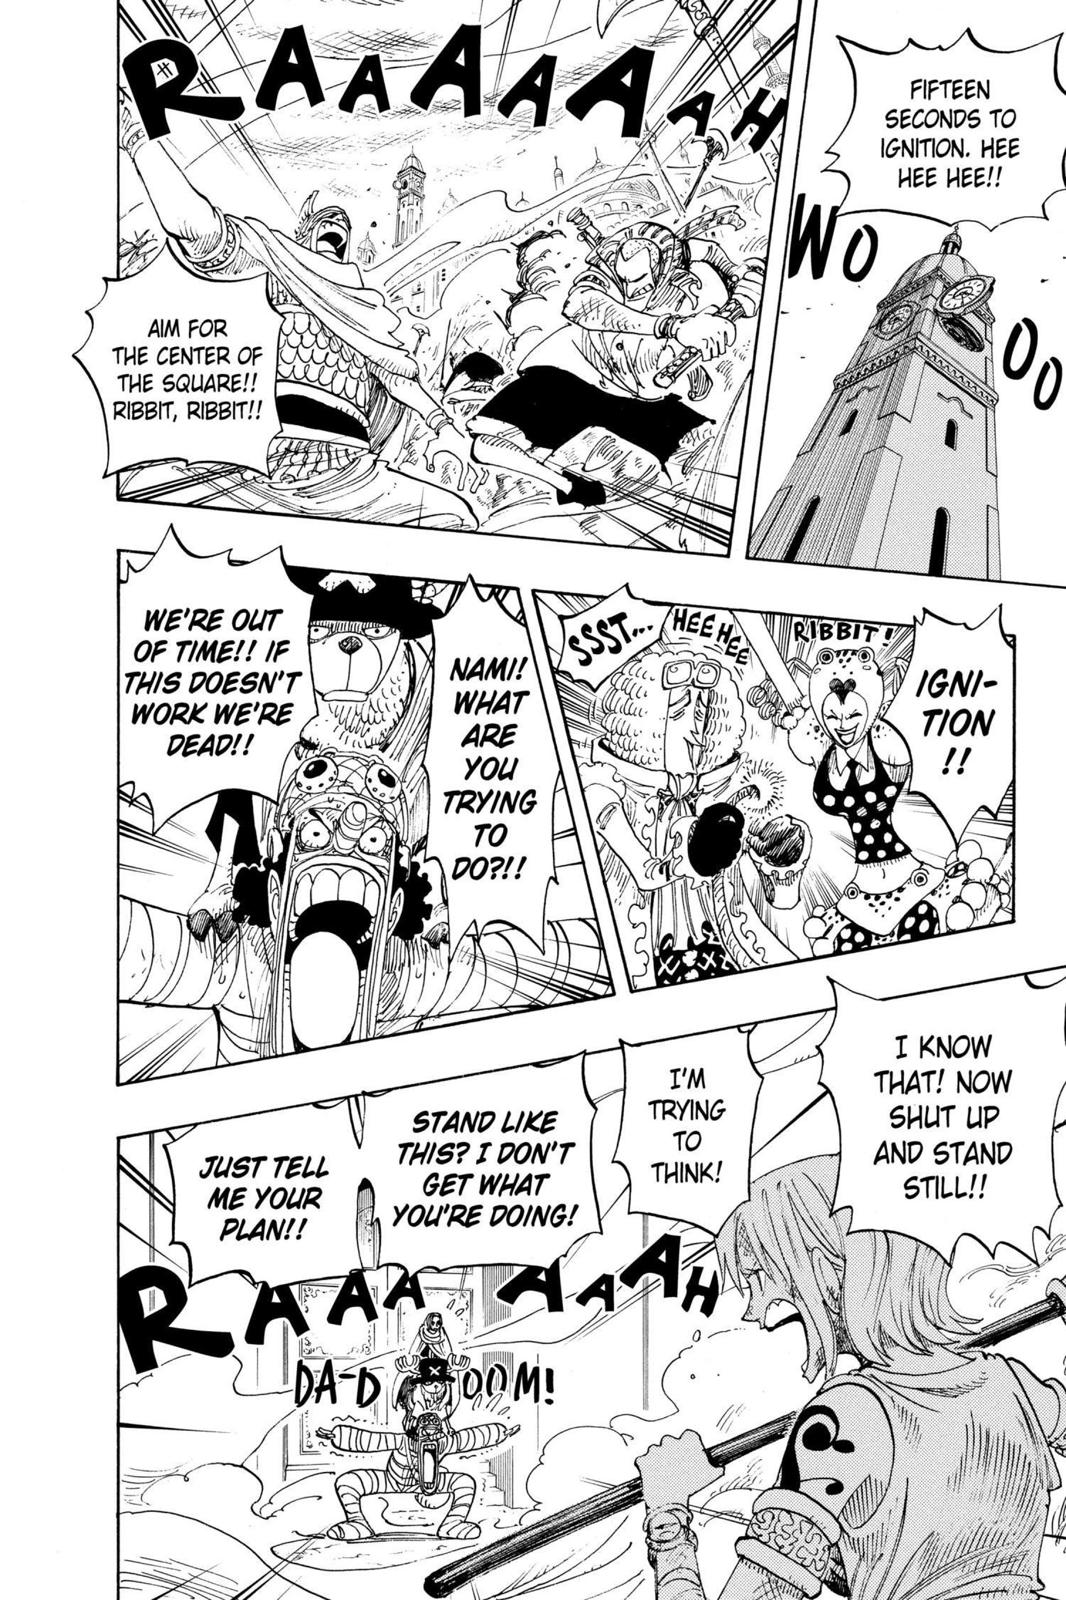 FIFTEEN
SECONDS TO
IGNITION. HEE
HEE HEE!!
WO
OO
RAAAAAAH
AIM FOR
THE CENTER OF
THE SQUARE!!
RIBBIT, RIBBIT!!
IGNI-
TION
!!
RIBBIT!
HEE HEE
HEE
SSST...
NAMI!
WHAT
ARE
YOU
TRYING
TO
DO?!!
WE'RE OUT
OF TIME!! IF
THIS DOESN'T
WORK WE'RE
DEAD!!
I KNOW
THAT! NOW
SHUT UP
AND STAND
STILL!!
I'M
TRYING
TO
THINK!
STAND LIKE
THIS? I DON'T
GET WHAT
YOU'RE DOING!
JUST TELL
ME YOUR
PLAN!!
RAAA AAAH
DA-DOOM!